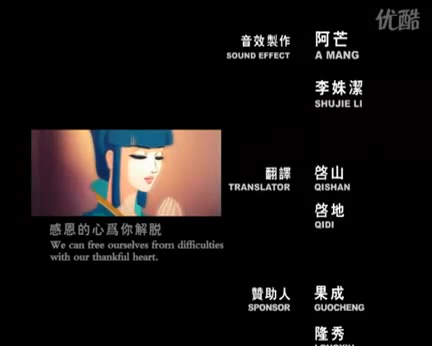 优酷
音效製作 阿芒
SOUND EFFECT A MANG
李姝潔
SHUJIE LI
翻譯 啓山
TRANSLATOR QISHAN
啓地
QIDI
感恩的心爲你解脱
We can free ourselves from difficulties
with our thankful heart.
贊助人 果成
SPONSOR GUOCHENG
隆秀